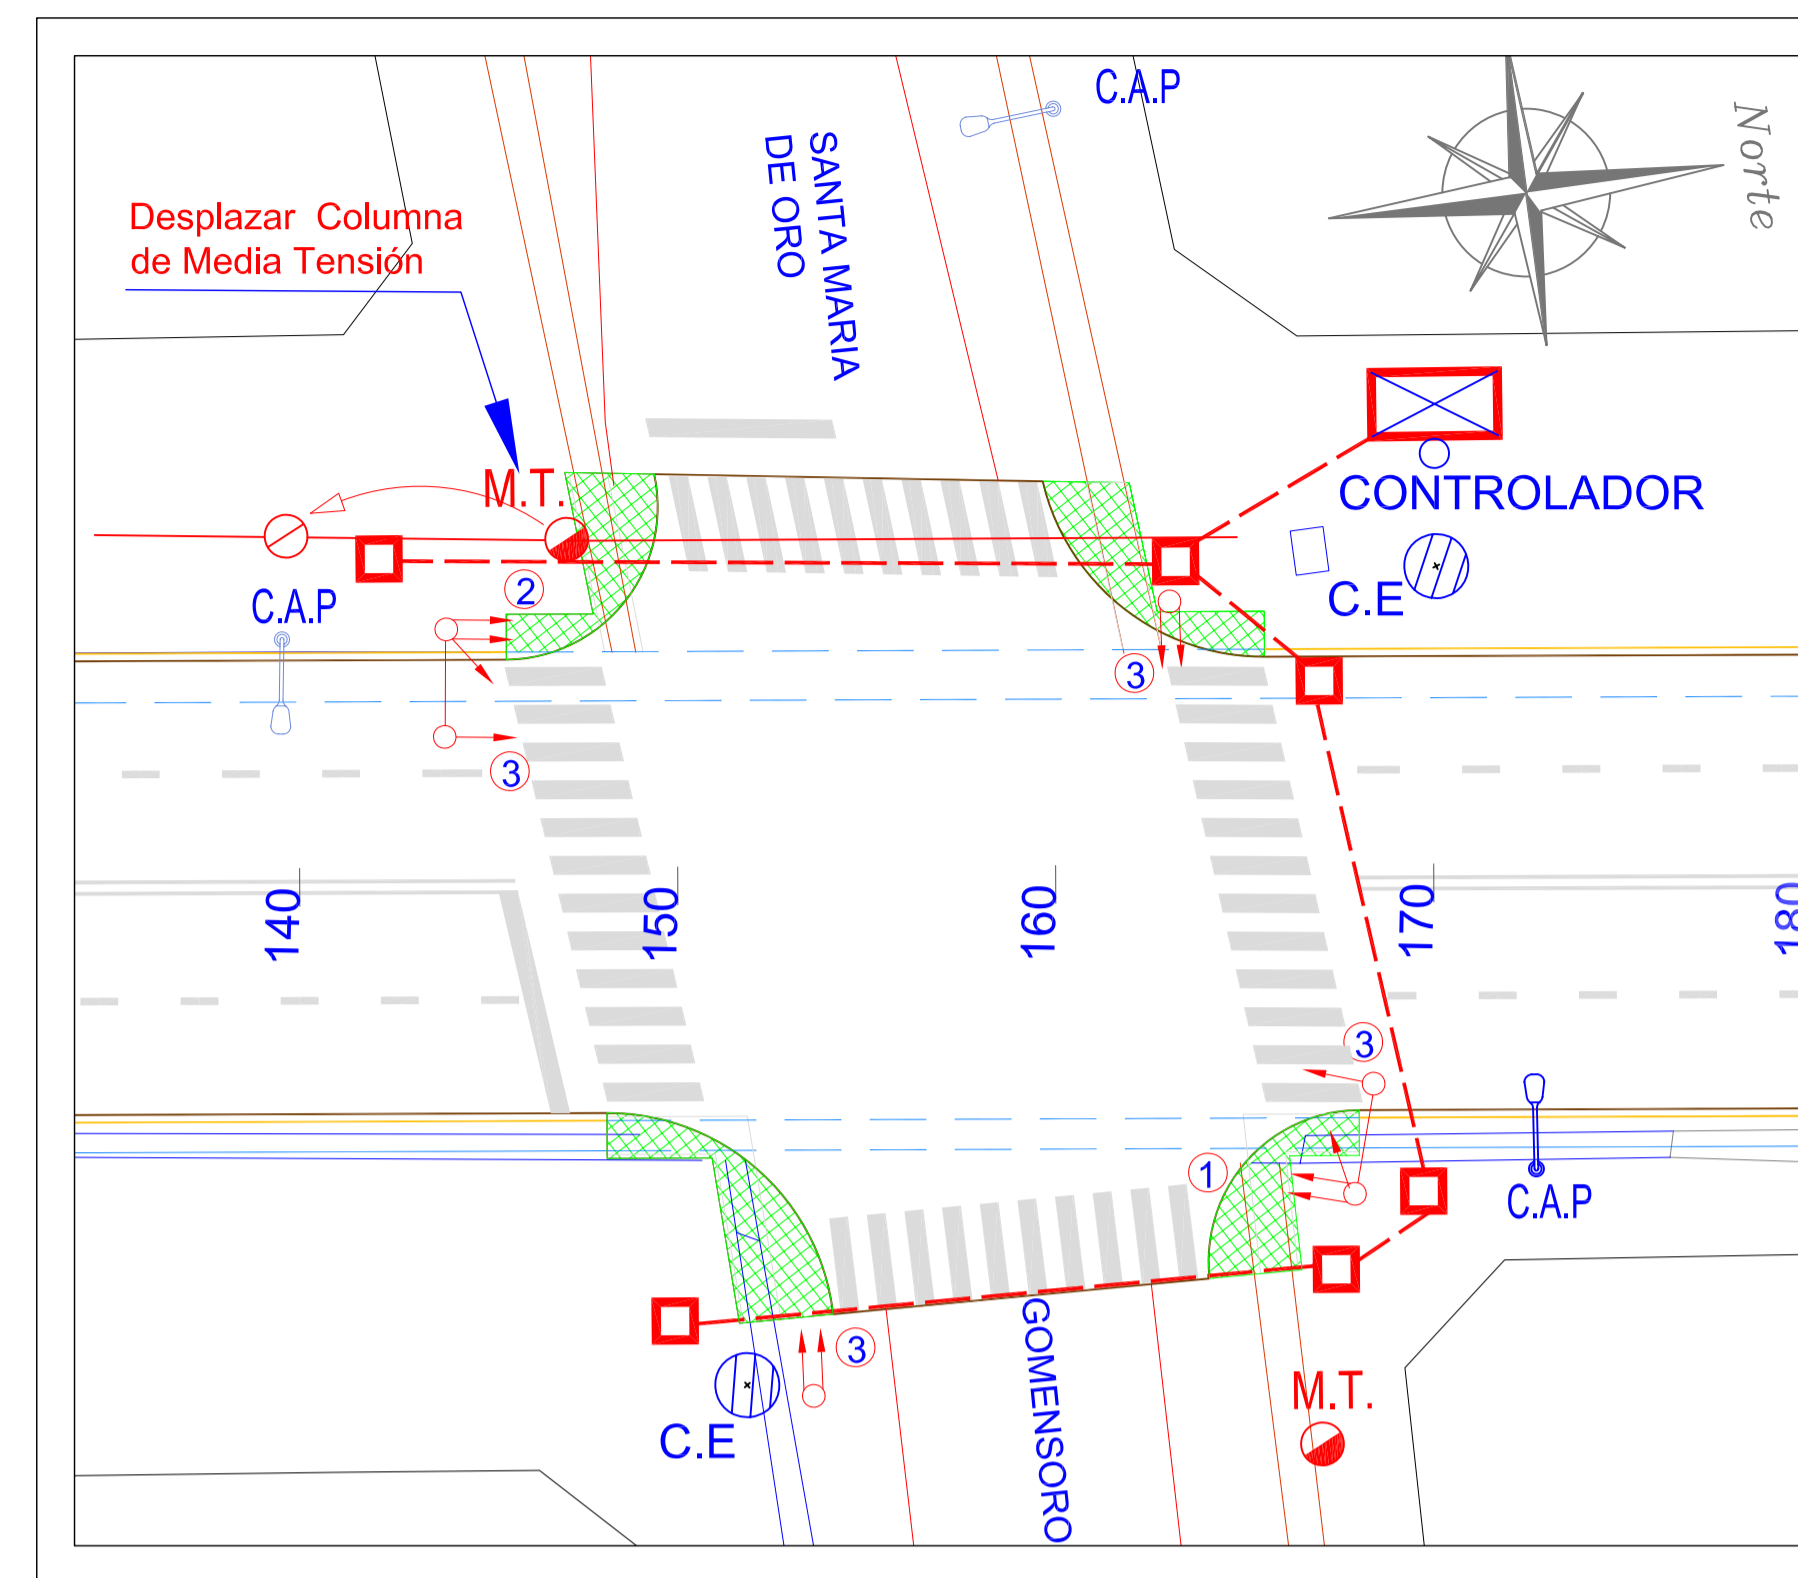 C.A.P
Norte
SANTA MARIA
DE ORO
Desplazar Columna
de Media Tensión
M.T.
CONTROLADOR
C.E
2
C.A.P
3
3
140
150
160
170
180
3
1
C.A.P
3
GOMENSORO
M.T.
C.E